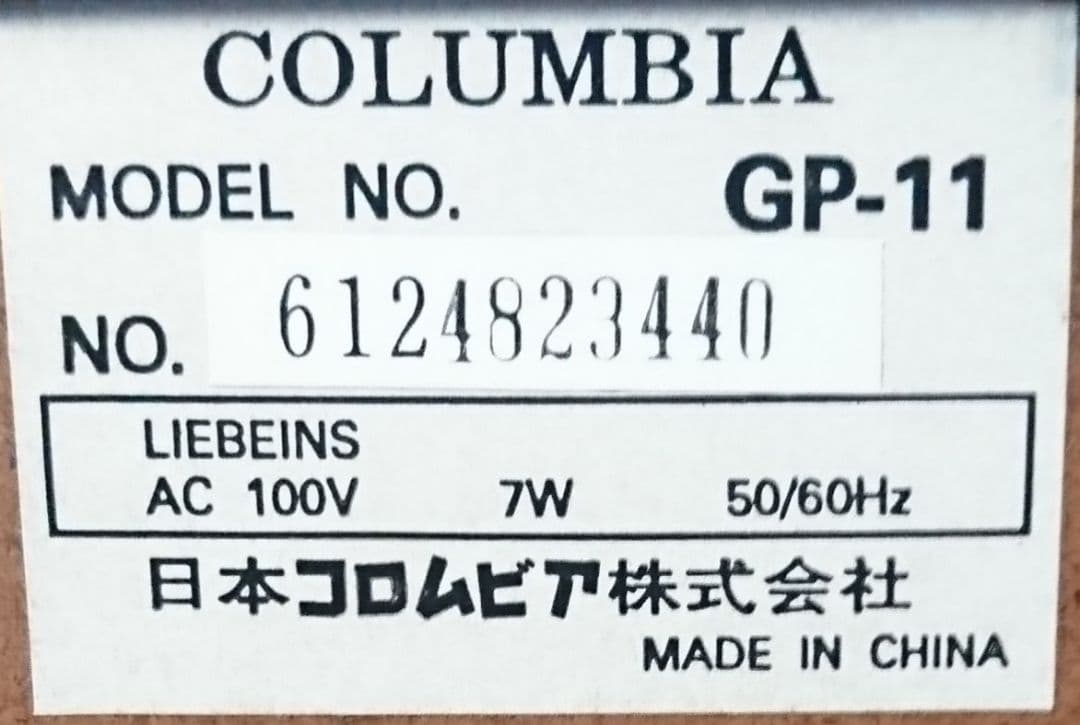 COLUMBIA
MODEL NO. GP-11
NO. 6124823440
LIEBEINS
AC 100V 7W 50/60Hz
日本コロムビア株式会社
MADE IN CHINA